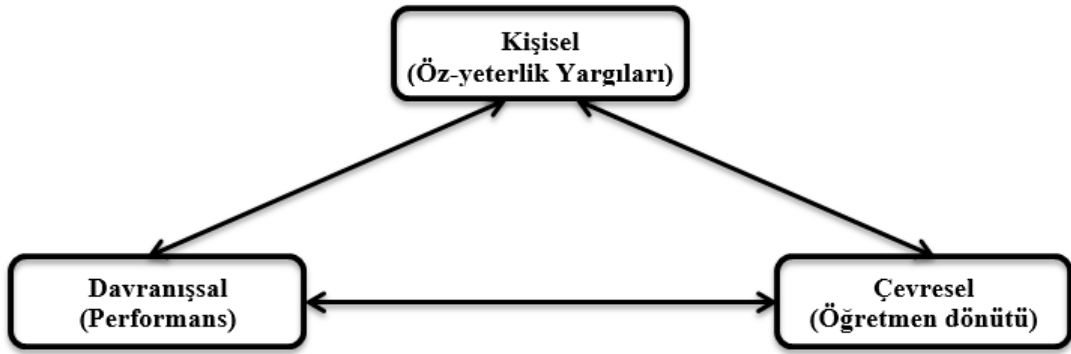 Kişisel
(Öz-yeterlik Yargıları)
Davranışsal
(Performans)
Çevresel
(Öğretmen dönütü)